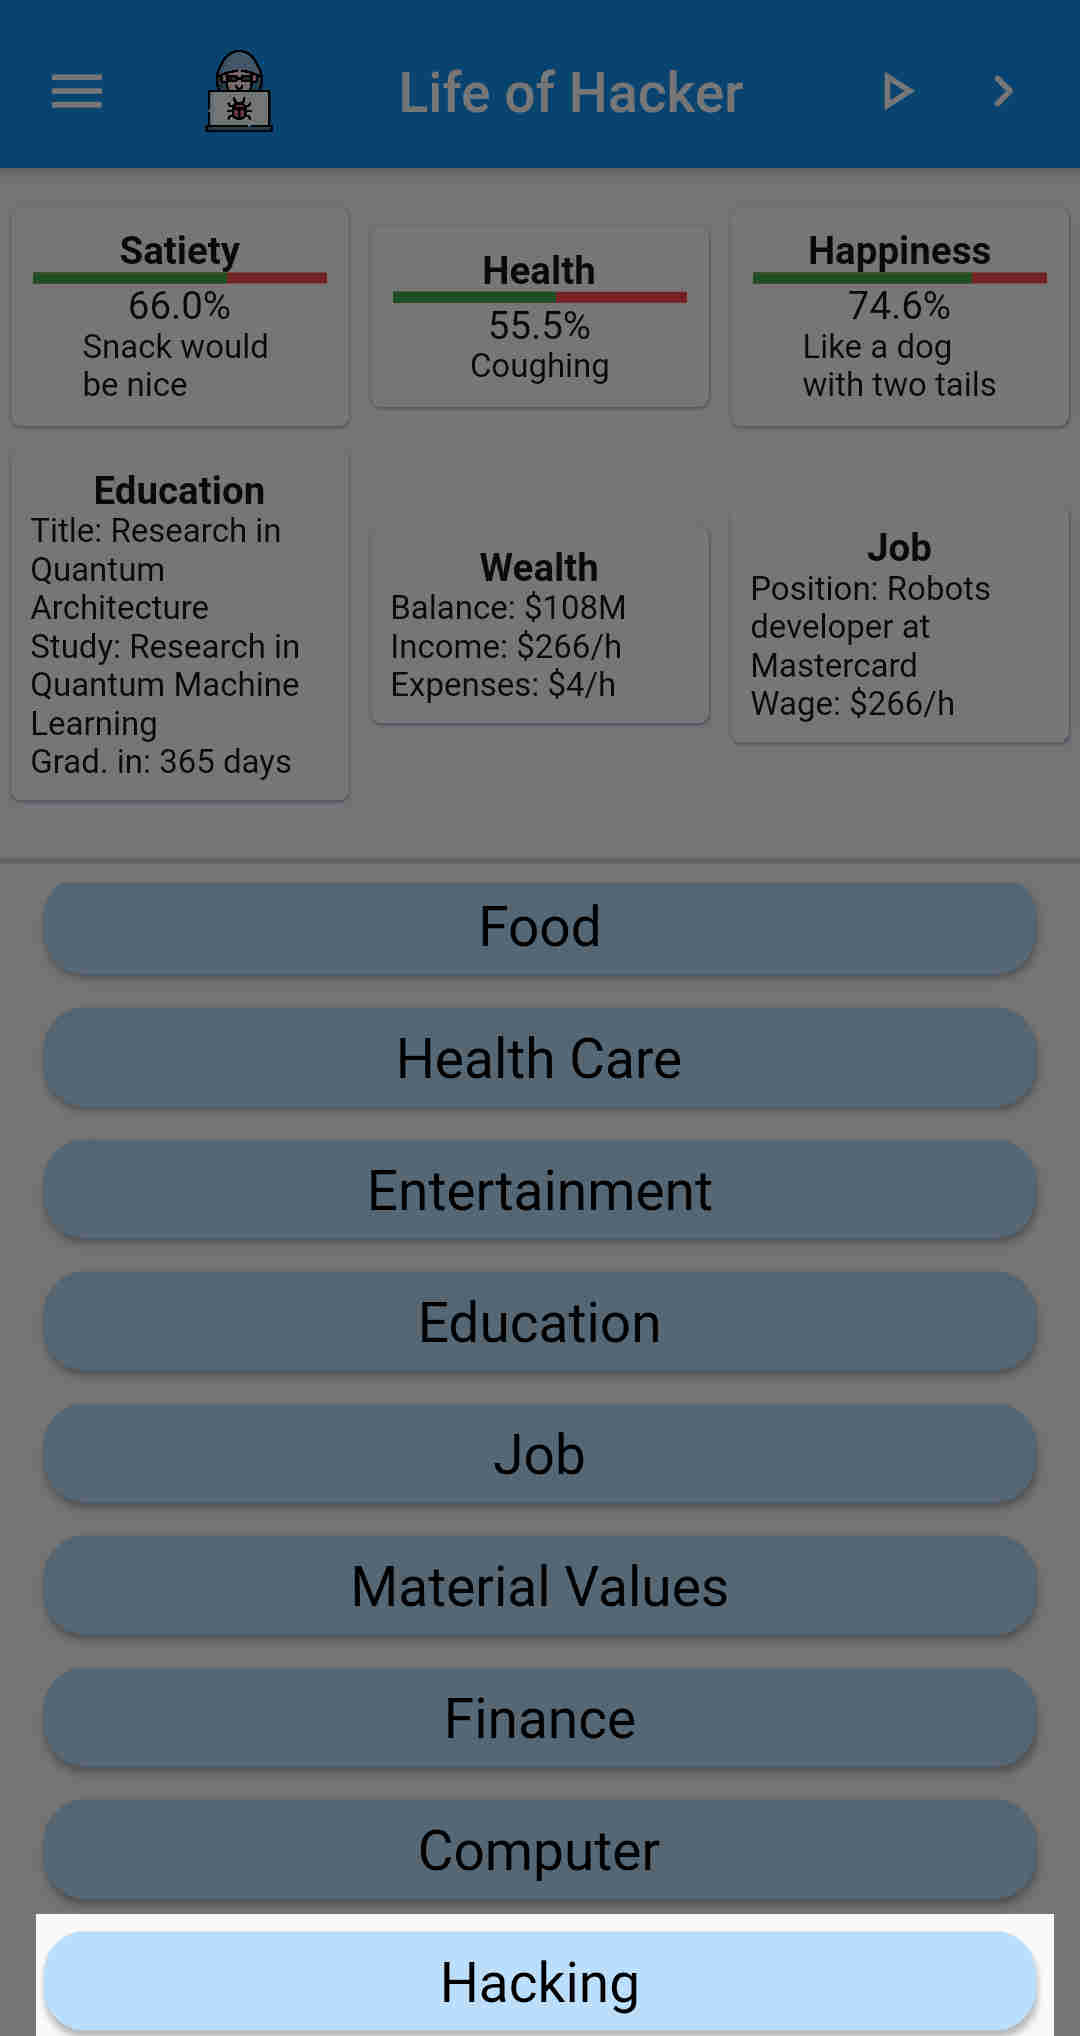 Life of Hacker
Satiety
66.0%
Snack would
be nice
Health
55.5%
Coughing
Happiness
74.6%
Like a dog
with two tails
Education
Title: Research in
Quantum
Architecture
Study: Research in
Quantum Machine
Learning
Grad. in: 365 days
Wealth
Balance: $108M
Income: $266/h
Expenses: $4/h
Job
Position: Robots
developer at
Mastercard
Wage: $266/h
Food
Health Care
Entertainment
Education
Job
Material Values
Finance
Computer
Hacking